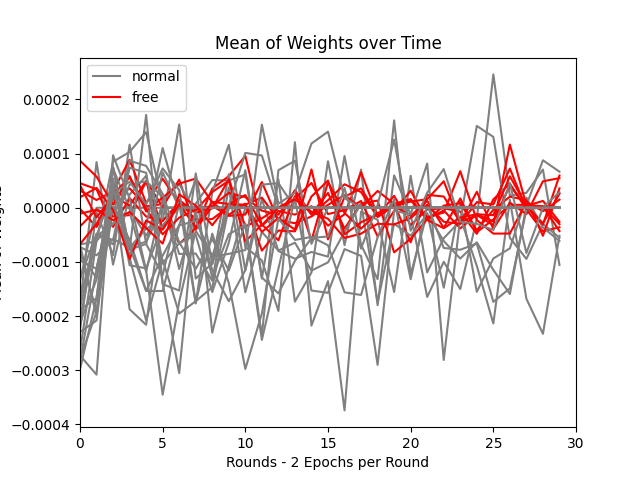 Mean of Weights over Time
normal
free
0.0002
0.0001
0.0000
−0.0001
−0.0002
−0.0003
−0.0004
0 5 10 15 20 25 30
Rounds - 2 Epochs per Round